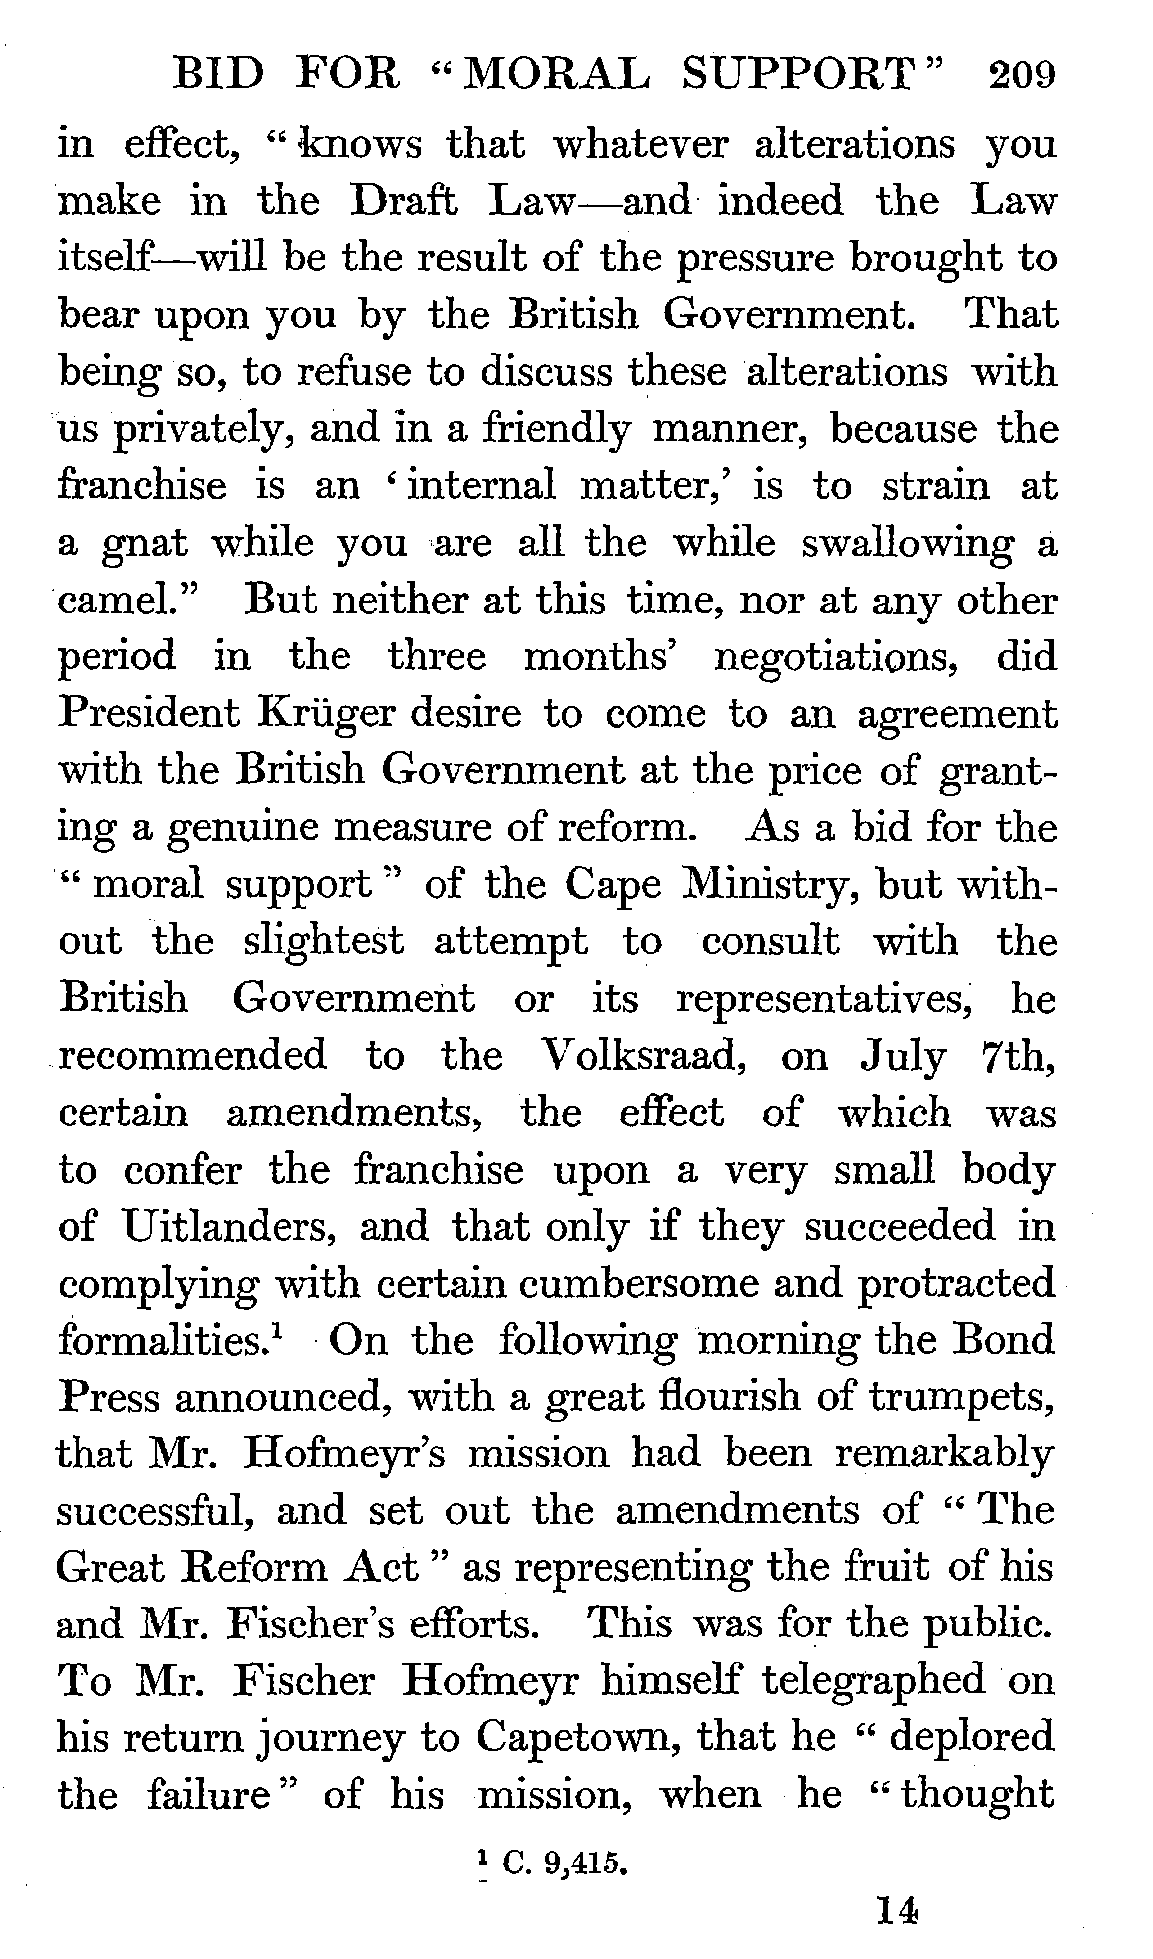 BID FOR “MORAL SUPPORT” 209
in effect, “knows that whatever alterations you
make in the Draft Law—and indeed the Law
itself—will be the result of the pressure brought to
bear upon you by the British Government. That
being so, to refuse to discuss these alterations with
us privately, and in a friendly manner, because the
franchise is an ‘internal matter,’ is to strain at
a gnat while you are all the while swallowing a
camel.” But neither at this time, nor at any other
period in the three months’ negotiations, did
President Krüger desire to come to an agreement
with the British Government at the price of grant-
ing a genuine measure of reform. As a bid for the
“moral support” of the Cape Ministry, but with-
out the slightest attempt to consult with the
British Government or its representatives, he
recommended to the Volksraad, on July 7th,
certain amendments, the effect of which was
to confer the franchise upon a very small body
of Uitlanders, and that only if they succeeded in
complying with certain cumbersome and protracted
formalities.¹ On the following morning the Bond
Press announced, with a great flourish of trumpets,
that Mr. Hofmeyr’s mission had been remarkably
successful, and set out the amendments of “The
Great Reform Act” as representing the fruit of his
and Mr. Fischer’s efforts. This was for the public.
To Mr. Fischer Hofmeyr himself telegraphed on
his return journey to Capetown, that he “deplored
the failure” of his mission, when he “thought
¹ C. 9,415.
14